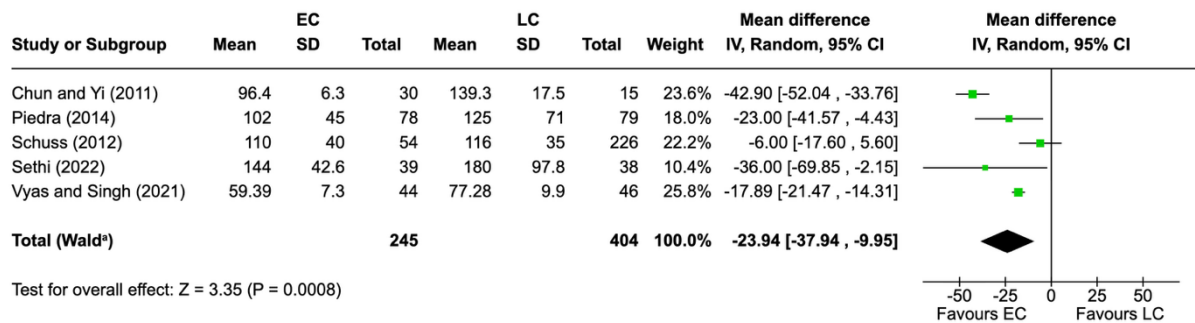 EC LC Mean difference Mean difference
Study or Subgroup Mean SD Total Mean SD Total Weight IV, Random, 95% CI IV, Random, 95% CI
Chun and Yi (2011) 96.4 6.3 30 139.3 17.5 15 23.6% -42.90 [-52.04 , -33.76]
Piedra (2014) 102 45 78 125 71 79 18.0% -23.00 [-41.57 , -4.43]
Schuss (2012) 110 40 54 116 35 226 22.2% -6.00 [-17.60 , 5.60]
Sethi (2022) 144 42.6 39 180 97.8 38 10.4% -36.00 [-69.85 , -2.15]
Vyas and Singh (2021) 59.39 7.3 44 77.28 9.9 46 25.8% -17.89 [-21.47 , -14.31]
Total (Waldᵃ) 245 404 100.0% -23.94 [-37.94 , -9.95]
Test for overall effect: Z = 3.35 (P = 0.0008)
-50 -25 0 25 50
Favours EC Favours LC